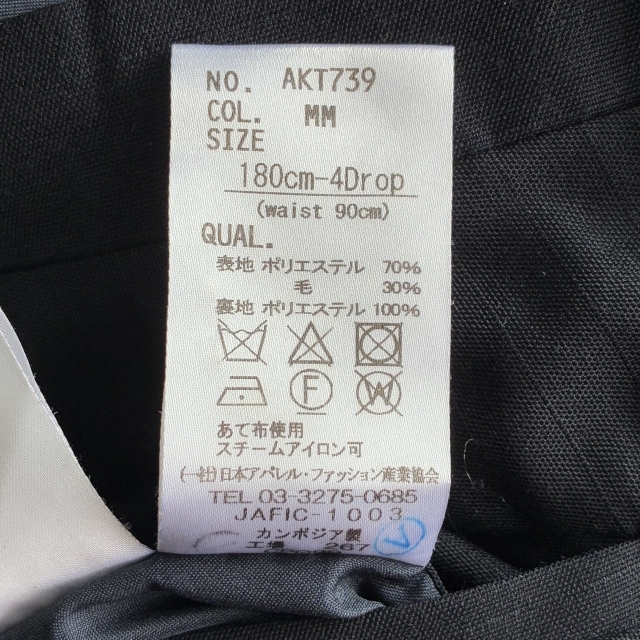 NO. AKT739
COL. MM
SIZE
180cm-4Drop
(waist 90cm)
QUAL.
表地 ポリエステル 70%
毛 30%
裏地 ポリエステル 100%
F W
あて布使用
スチームアイロン可
(一社)日本アパレル・ファッション産業協会
TEL 03-3275-0685
JAFIC-1003
カンボジア製
工場 267